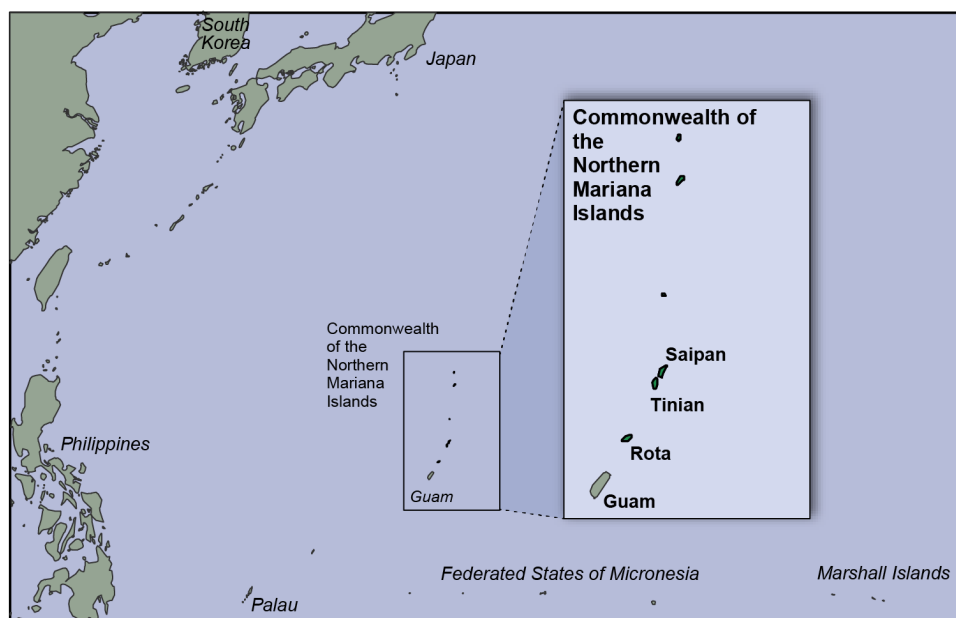 South
Korea
Japan
Commonwealth of
the
Northern
Mariana
Islands
Commonwealth
of the
Northern
Mariana
Islands
Saipan
Tinian
Philippines
Rota
Guam
Guam
Federated States of Micronesia
Marshall Islands
Palau